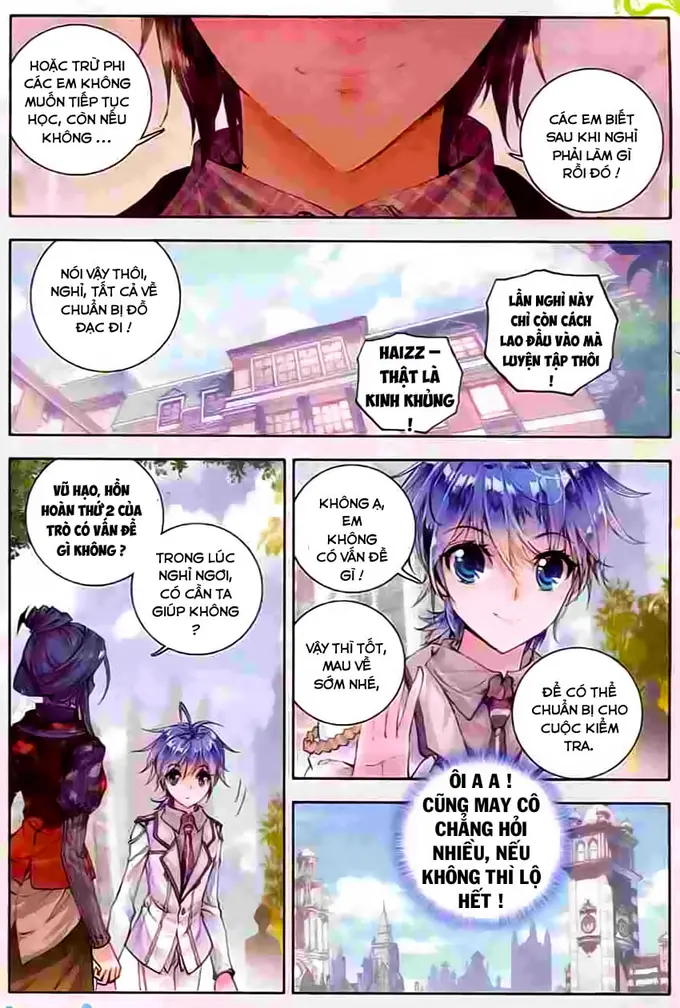 HOẶC TRỪ PHI
CÁC EM KHÔNG
MUỐN TIẾP TỤC
HỌC, CÒN NẾU
KHÔNG ...
CÁC EM BIẾT
SAU KHI NGHỈ
PHẢI LÀM GÌ
RỒI ĐÓ !
NÓI VẬY THÔI,
NGHỈ, TẤT CẢ VỀ
CHUẨN BỊ ĐỒ
ĐẠC ĐI !
LẦN NGHỈ NÀY
CHỈ CÒN CÁCH
LAO ĐẦU VÀO MÀ
LUYỆN TẬP THÔI
!
HAIZZ –
THẬT LÀ
KINH KHỦNG
!
VŨ HẠO, HỒN
HOÀN THỨ 2 CỦA
TRÒ CÓ VẤN ĐỀ
GÌ KHÔNG ?
TRONG LÚC
NGHỈ NGƠI,
CÓ CẦN TA
GIÚP KHÔNG
?
KHÔNG Ạ,
EM
KHÔNG
CÓ VẤN ĐỀ
GÌ !
VẬY THÌ TỐT,
MAU VỀ
SỚM NHÉ,
ĐỂ CÓ THỂ
CHUẨN BỊ CHO
CUỘC KIỂM
TRA.
ÔI A A !
CŨNG MAY CÔ
CHẲNG HỎI
NHIỀU, NẾU
KHÔNG THÌ LỘ
HẾT !